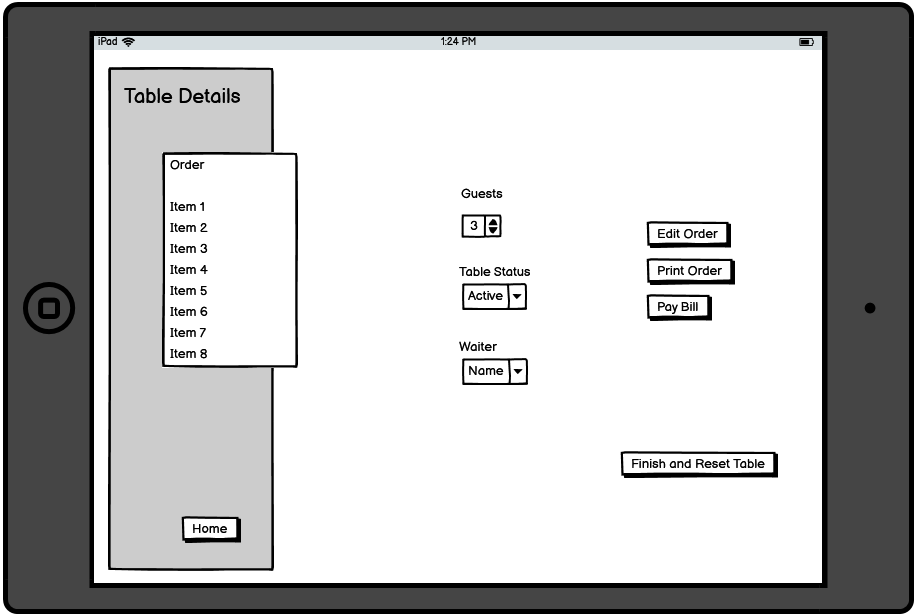 iPad 1:24 PM
Table Details
Order
Item 1
Item 2
Item 3
Item 4
Item 5
Item 6
Item 7
Item 8
Home
Guests
3
Table Status
Active
Waiter
Name
Edit Order
Print Order
Pay Bill
Finish and Reset Table